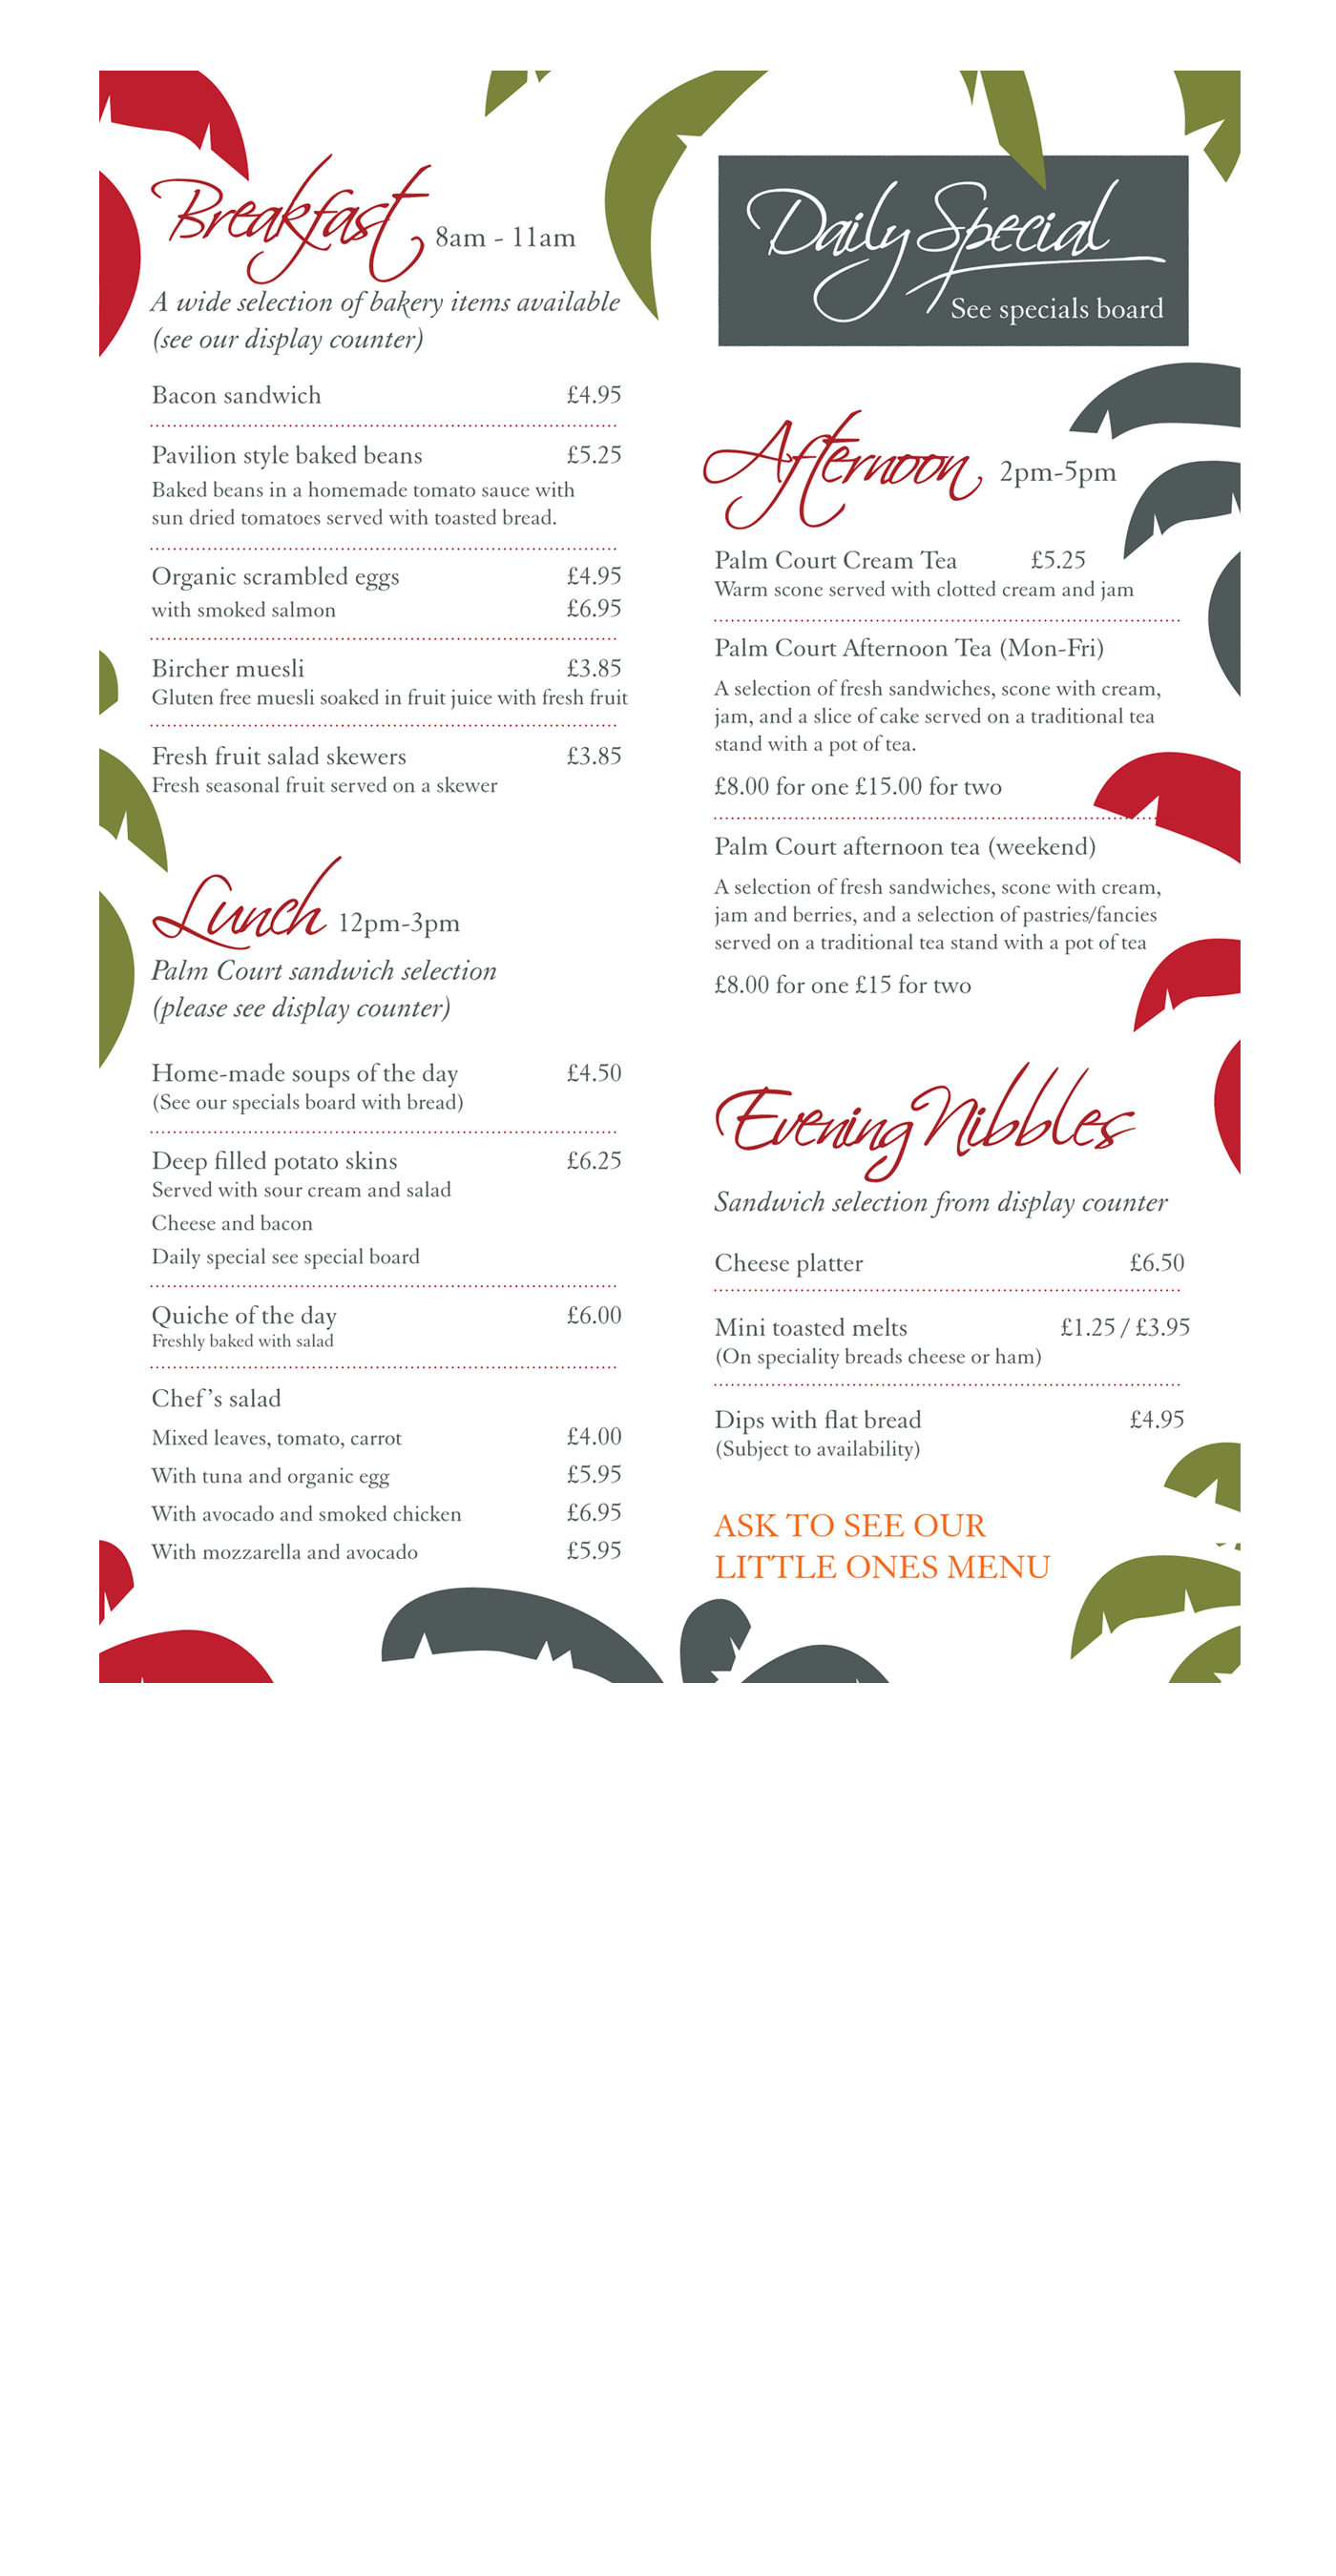 Breakfast 8am - 11am
A wide selection of bakery items available
(see our display counter)
Bacon sandwich £4.95
Pavilion style baked beans £5.25
Baked beans in a homemade tomato sauce with
sun dried tomatoes served with toasted bread.
Organic scrambled eggs £4.95
with smoked salmon £6.95
Bircher muesli £3.85
Gluten free muesli soaked in fruit juice with fresh fruit
Fresh fruit salad skewers £3.85
Fresh seasonal fruit served on a skewer
Lunch 12pm-3pm
Palm Court sandwich selection
(please see display counter)
Home-made soups of the day £4.50
(See our specials board with bread)
Deep filled potato skins £6.25
Served with sour cream and salad
Cheese and bacon
Daily special see special board
Quiche of the day £6.00
Freshly baked with salad
Chef's salad
Mixed leaves, tomato, carrot £4.00
With tuna and organic egg £5.95
With avocado and smoked chicken £6.95
With mozzarella and avocado £5.95
Daily Special
See specials board
Afternoon 2pm-5pm
Palm Court Cream Tea £5.25
Warm scone served with clotted cream and jam
Palm Court Afternoon Tea (Mon-Fri)
A selection of fresh sandwiches, scone with cream,
jam, and a slice of cake served on a traditional tea
stand with a pot of tea.
£8.00 for one £15.00 for two
Palm Court afternoon tea (weekend)
A selection of fresh sandwiches, scone with cream,
jam and berries, and a selection of pastries/fancies
served on a traditional tea stand with a pot of tea
£8.00 for one £15 for two
Evening Nibbles
Sandwich selection from display counter
Cheese platter £6.50
Mini toasted melts £1.25 / £3.95
(On speciality breads cheese or ham)
Dips with flat bread £4.95
(Subject to availability)
ASK TO SEE OUR
LITTLE ONES MENU